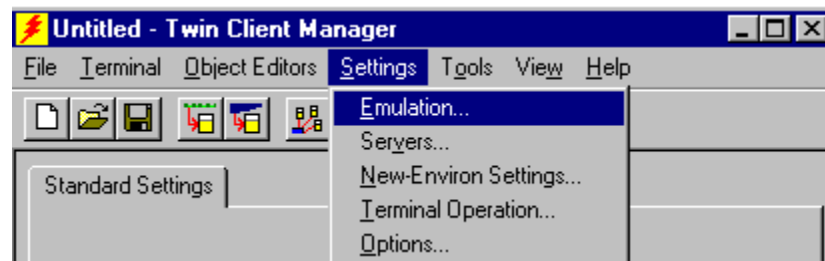 Untitled - Twin Client Manager
File Terminal Object Editors Settings Tools View Help
Emulation...
Servers...
Standard Settings
New-Environ Settings...
Terminal Operation...
Options...